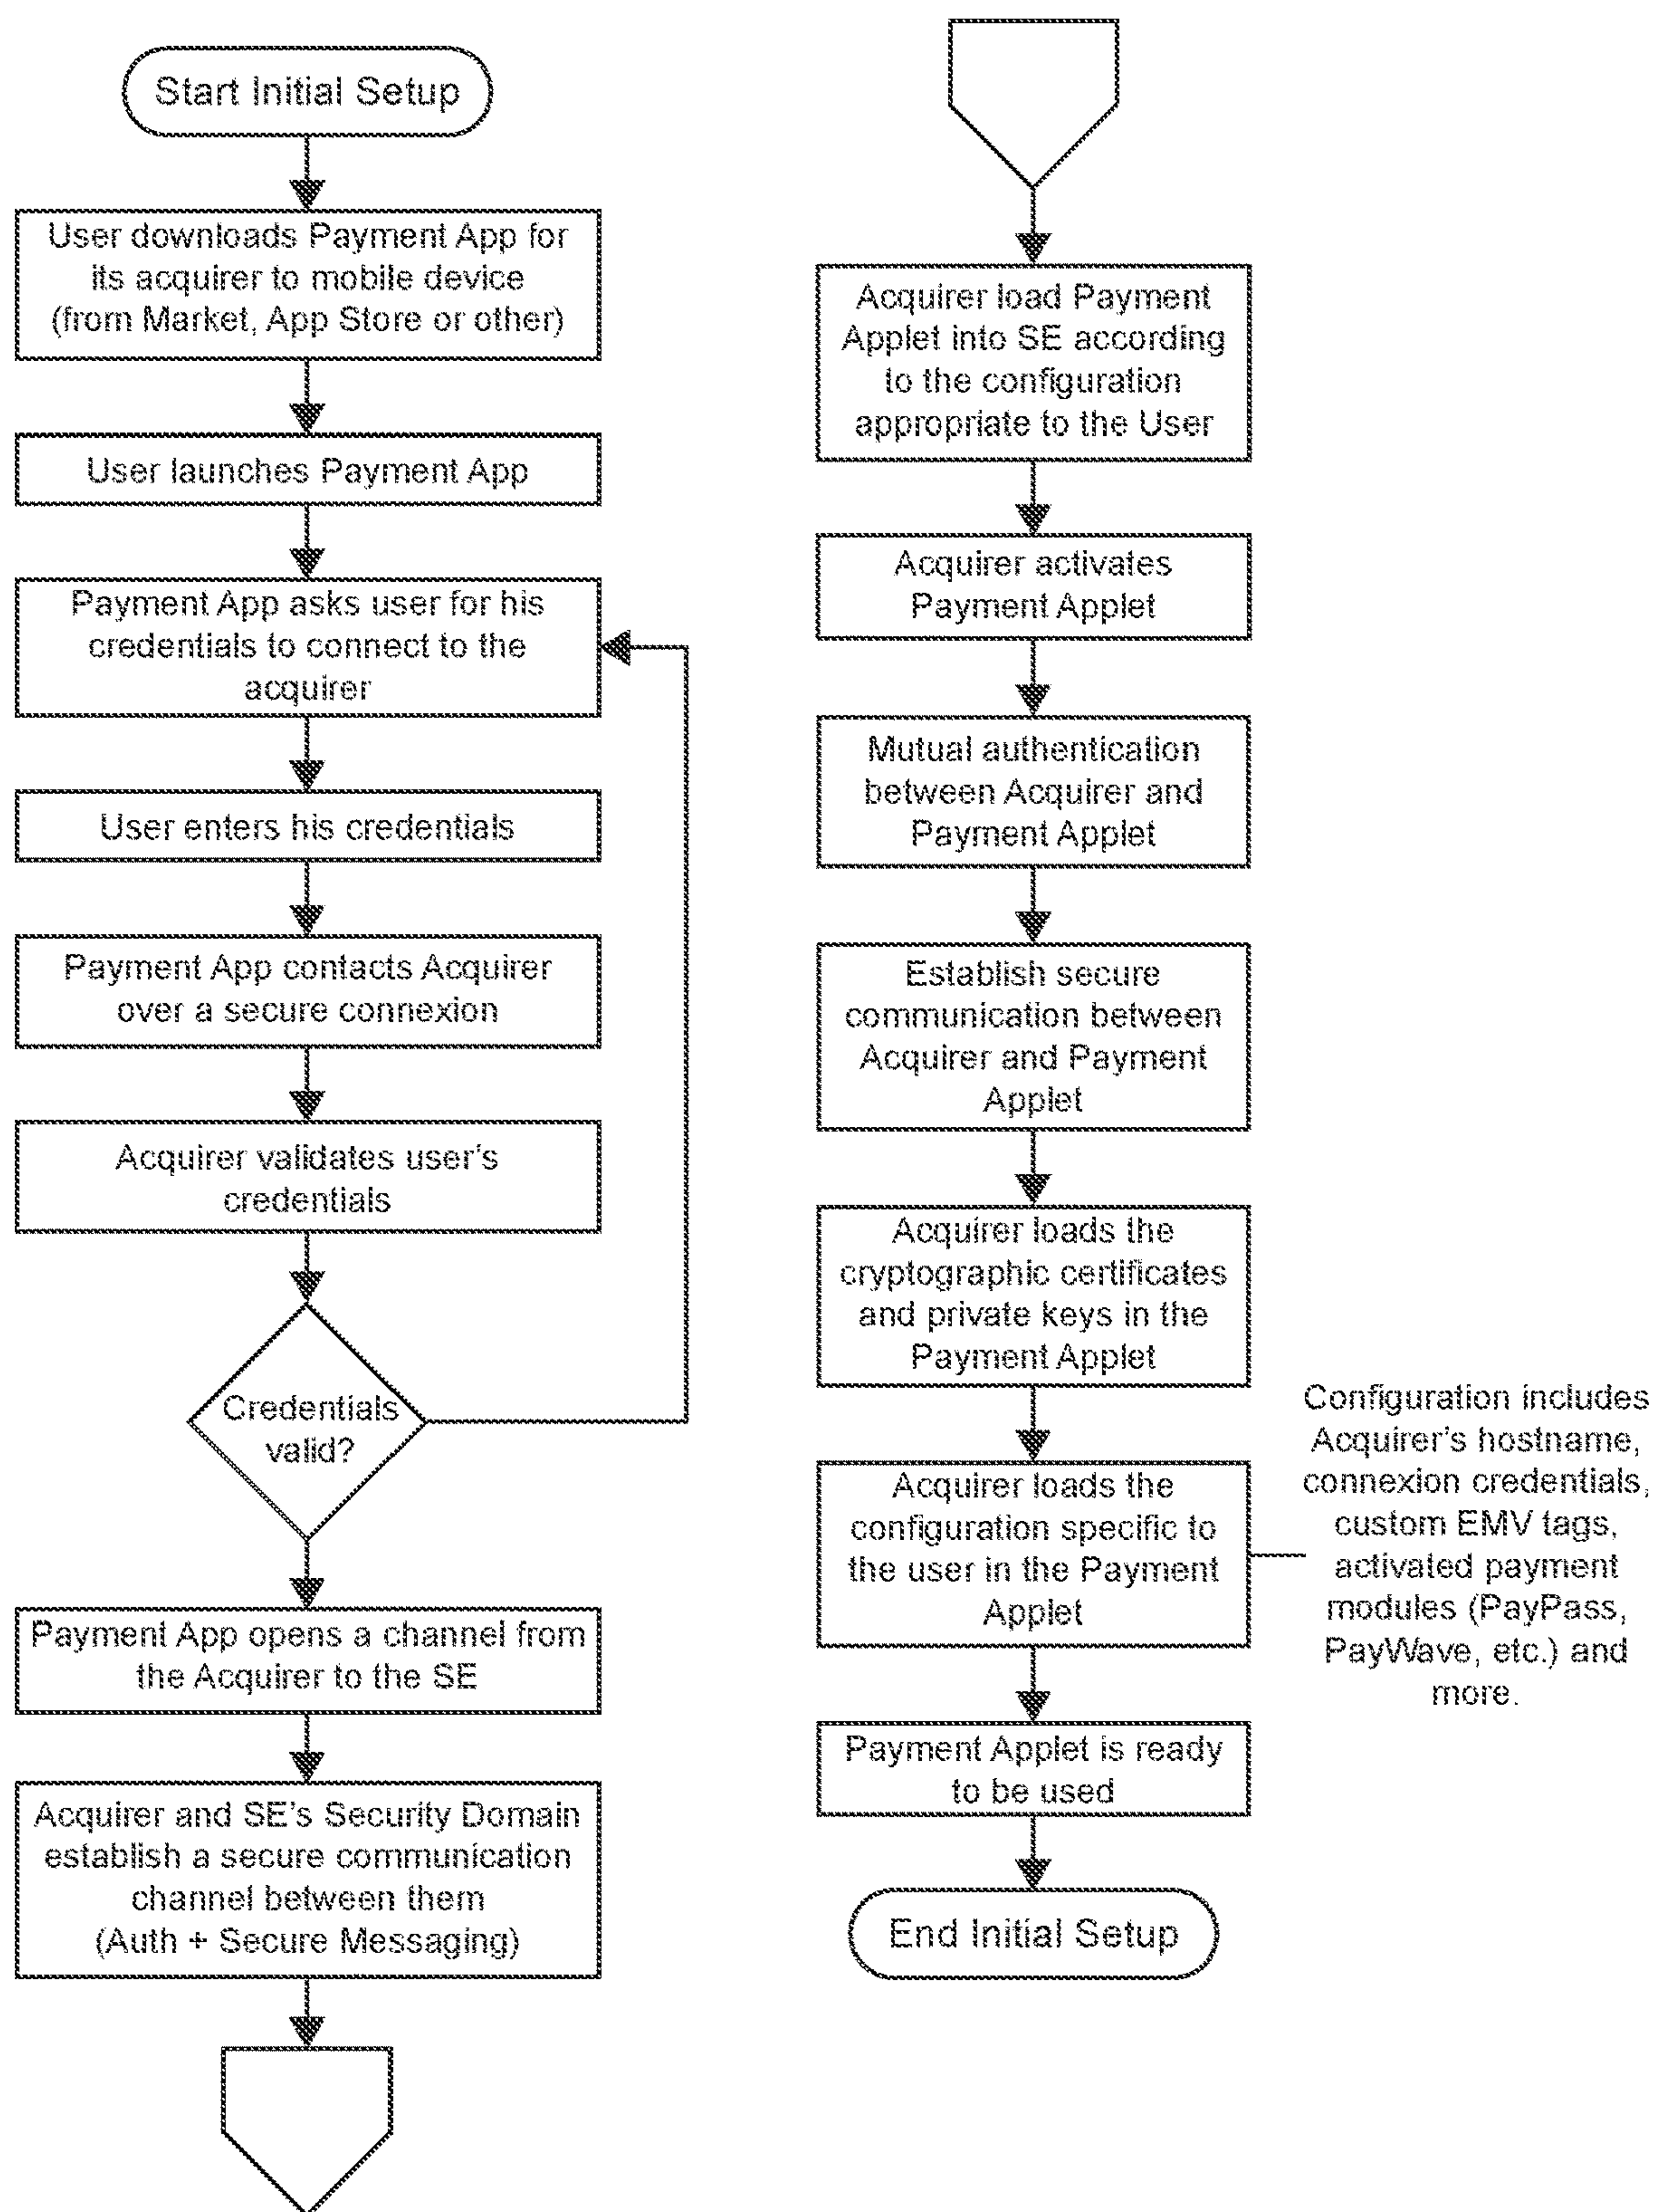 Start Initial Setup
User downloads Payment App for
its acquirer to mobile device
(from Market, App Store or other)
User launches Payment App
Payment App asks user for his
credentials to connect to the
acquirer
User enters his credentials
Payment App contacts Acquirer
over a secure connexion
Acquirer validates user's
credentials
Credentials
valid?
Payment App opens a channel from
the Acquirer to the SE
Acquirer and SE's Security Domain
establish a secure communication
channel between them
(Auth + Secure Messaging)
Acquirer load Payment
Applet into SE according
to the configuration
appropriate to the User
Acquirer activates
Payment Applet
Mutual authentication
between Acquirer and
Payment Applet
Establish secure
communication between
Acquirer and Payment
Applet
Acquirer loads the
cryptographic certificates
and private keys in the
Payment Applet
Acquirer loads the
configuration specific to
the user in the Payment
Applet
Configuration includes
Acquirer's hostname,
connexion credentials,
custom EMV tags,
activated payment
modules (PayPass,
PayWave, etc.) and
more.
Payment Applet is ready
to be used
End Initial Setup